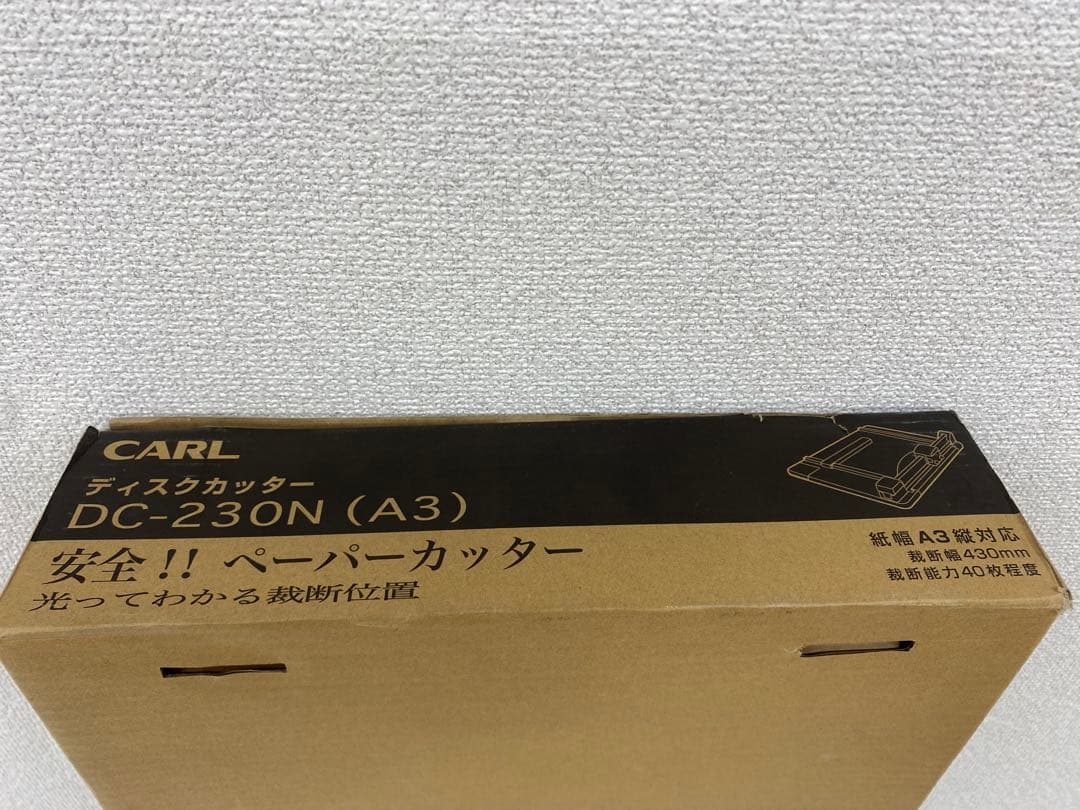 CARL
ディスクカッター
DC-230N (A3)
安全!! ペーパーカッター
光ってわかる裁断位置
紙幅A3縦対応
裁断幅430mm
裁断能力40枚程度